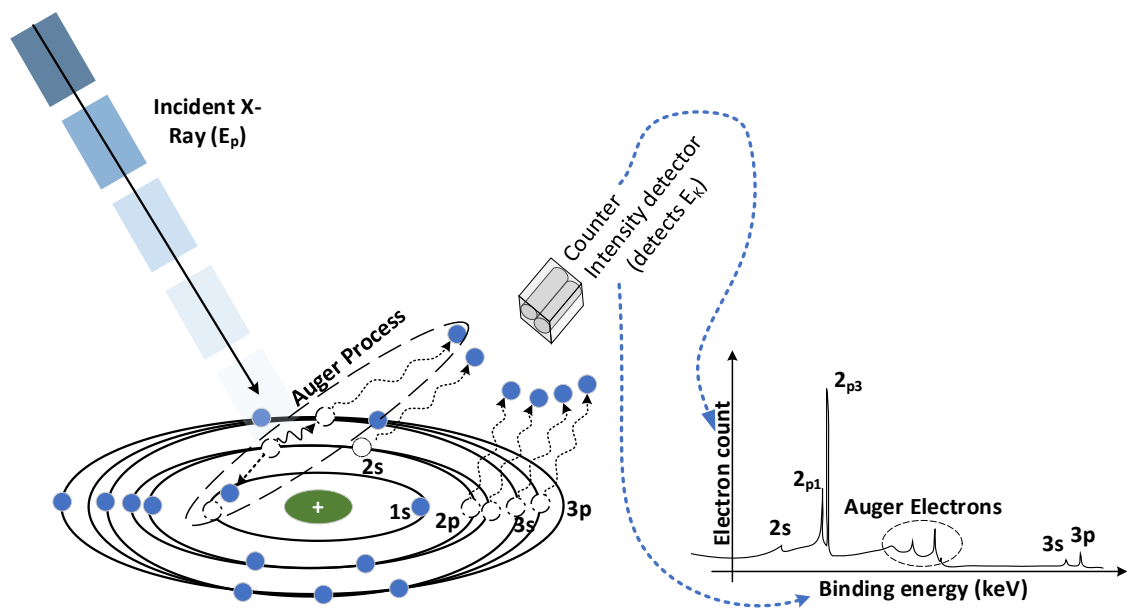 Incident X-
Ray (Ep)
Counter
Intensity detector
(detects EK)
Auger Process
+
1s
2s
2p
3s
3p
Electron count
2p3
2p1
2s
Auger Electrons
3s
3p
Binding energy (keV)